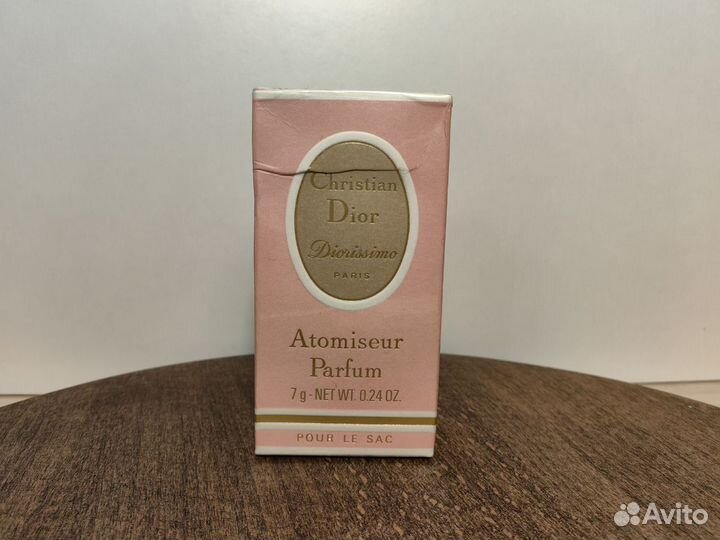 Christian
Dior
Diorissimo
PARIS
Atomiseur
Parfum
7 g - NET WT. 0.24 OZ.
POUR LE SAC
Avito